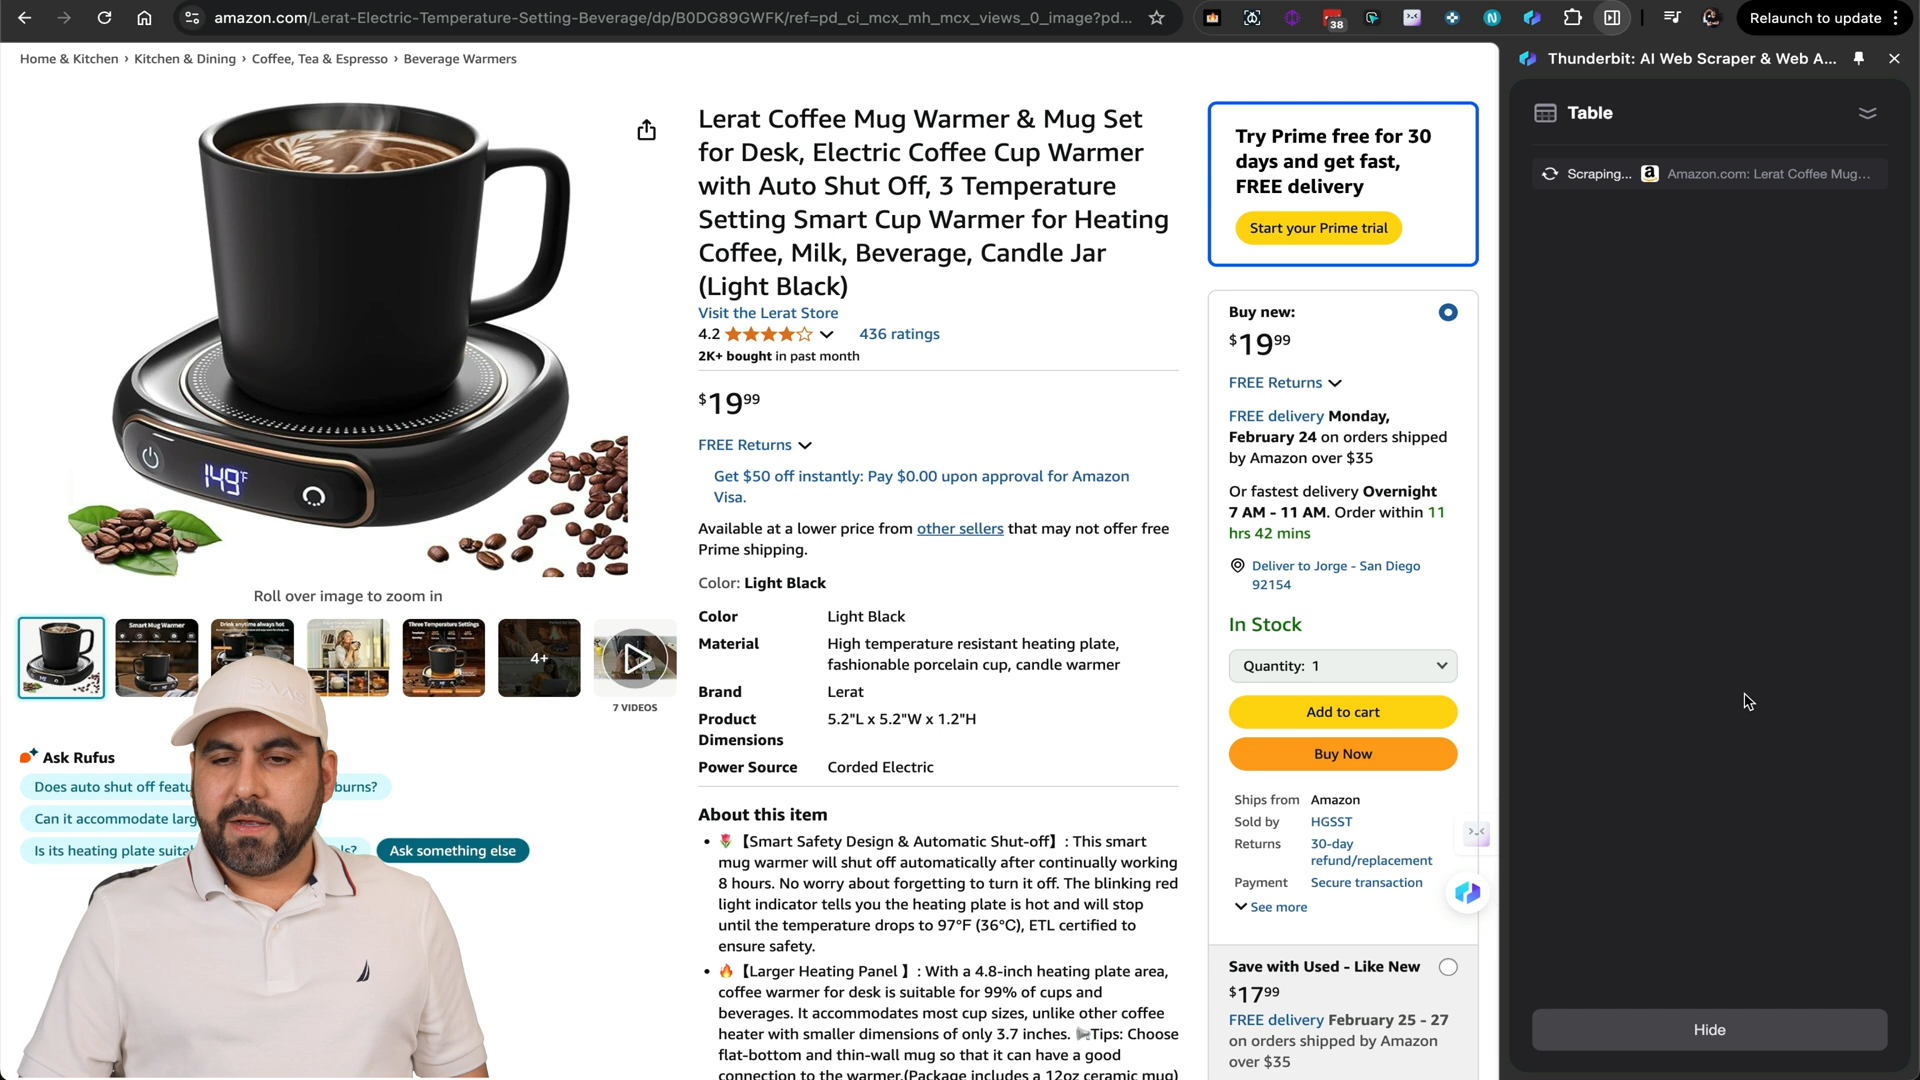 amazon.com/Lerat-Electric-Temperature-Setting-Beverage/dp/B0DG89GWFK/ref=pd_ci_mcx_mh_mcx_views_0_image?pd...
38
Relaunch to update
Home & Kitchen › Kitchen & Dining › Coffee, Tea & Espresso › Beverage Warmers
149°F
Roll over image to zoom in
Smart Mug Warmer
Drink anytime always hot
Three Temperature Settings
4+
7 VIDEOS
Ask Rufus
Does auto shut off featu
burns?
Can it accommodate larg
Is its heating plate suita
ls?
Ask something else
Lerat Coffee Mug Warmer & Mug Set
for Desk, Electric Coffee Cup Warmer
with Auto Shut Off, 3 Temperature
Setting Smart Cup Warmer for Heating
Coffee, Milk, Beverage, Candle Jar
(Light Black)
Visit the Lerat Store
4.2
436 ratings
2K+ bought in past month
$19 99
FREE Returns
Get $50 off instantly: Pay $0.00 upon approval for Amazon
Visa.
Available at a lower price from other sellers that may not offer free
Prime shipping.
Color: Light Black
Color Light Black
Material High temperature resistant heating plate,
fashionable porcelain cup, candle warmer
Brand Lerat
Product 5.2"L x 5.2"W x 1.2"H
Dimensions
Power Source Corded Electric
About this item
• 🌷【Smart Safety Design & Automatic Shut-off】: This smart
mug warmer will shut off automatically after continually working
8 hours. No worry about forgetting to turn it off. The blinking red
light indicator tells you the heating plate is hot and will stop
until the temperature drops to 97°F (36°C), ETL certified to
ensure safety.
• 🔥【Larger Heating Panel 】: With a 4.8-inch heating plate area,
coffee warmer for desk is suitable for 99% of cups and
beverages. It accommodates most cup sizes, unlike other coffee
heater with smaller dimensions of only 3.7 inches. Tips: Choose
flat-bottom and thin-wall mug so that it can have a good
connection to the warmer.(Package includes a 12oz ceramic mug)
Try Prime free for 30
days and get fast,
FREE delivery
Start your Prime trial
Buy new:
$19 99
FREE Returns
FREE delivery Monday,
February 24 on orders shipped
by Amazon over $35
Or fastest delivery Overnight
7 AM - 11 AM. Order within 11
hrs 42 mins
Deliver to Jorge - San Diego
92154
In Stock
Quantity: 1
Add to cart
Buy Now
Ships from Amazon
Sold by HGSST
Returns 30-day
refund/replacement
Payment Secure transaction
See more
Save with Used - Like New
$17 99
FREE delivery February 25 - 27
on orders shipped by Amazon
over $35
Thunderbit: AI Web Scraper & Web A...
Table
Scraping... Amazon.com: Lerat Coffee Mug...
Hide